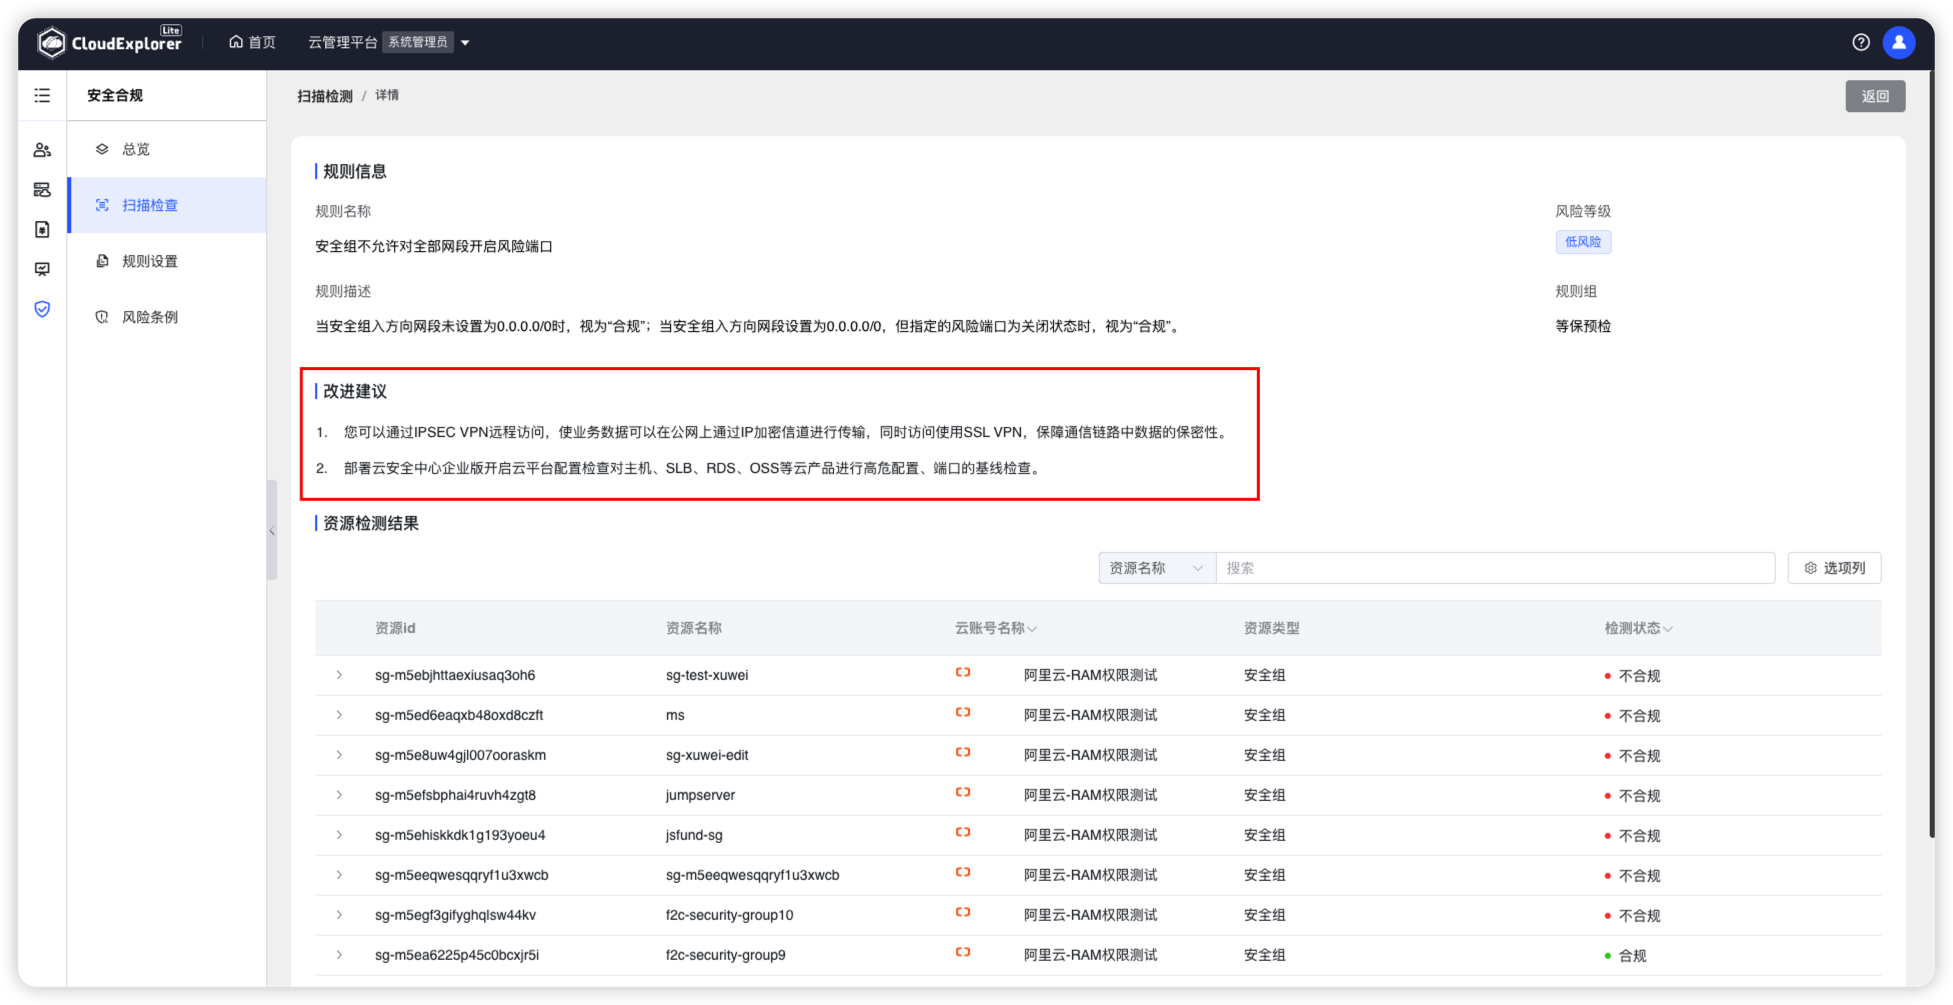 CloudExplorer Lite
首页
云管理平台 系统管理员
安全合规
总览
扫描检查
规则设置
风险条例
扫描检测 / 详情
返回
规则信息
规则名称
风险等级
安全组不允许对全部网段开启风险端口
低风险
规则描述
规则组
当安全组入方向网段未设置为0.0.0.0/0时，视为“合规”；当安全组入方向网段设置为0.0.0.0/0，但指定的风险端口为关闭状态时，视为“合规”。
等保预检
改进建议
1. 您可以通过IPSEC VPN远程访问，使业务数据可以在公网上通过IP加密信道进行传输，同时访问使用SSL VPN，保障通信链路中数据的保密性。
2. 部署云安全中心企业版开启云平台配置检查对主机、SLB、RDS、OSS等云产品进行高危配置、端口的基线检查。
资源检测结果
资源名称 搜索 选项列
资源id 资源名称 云账号名称 资源类型 检测状态
sg-m5ebjhttaexiusaq3oh6 sg-test-xuwei 阿里云-RAM权限测试 安全组 不合规
sg-m5ed6eaqxb48oxd8czft ms 阿里云-RAM权限测试 安全组 不合规
sg-m5e8uw4gjl007ooraskm sg-xuwei-edit 阿里云-RAM权限测试 安全组 不合规
sg-m5efsbphai4ruvh4zgt8 jumpserver 阿里云-RAM权限测试 安全组 不合规
sg-m5ehiskkdk1g193yoeu4 jsfund-sg 阿里云-RAM权限测试 安全组 不合规
sg-m5eeqwesqqryf1u3xwcb sg-m5eeqwesqqryf1u3xwcb 阿里云-RAM权限测试 安全组 不合规
sg-m5egf3gifyghqlsw44kv f2c-security-group10 阿里云-RAM权限测试 安全组 不合规
sg-m5ea6225p45c0bcxjr5i f2c-security-group9 阿里云-RAM权限测试 安全组 合规